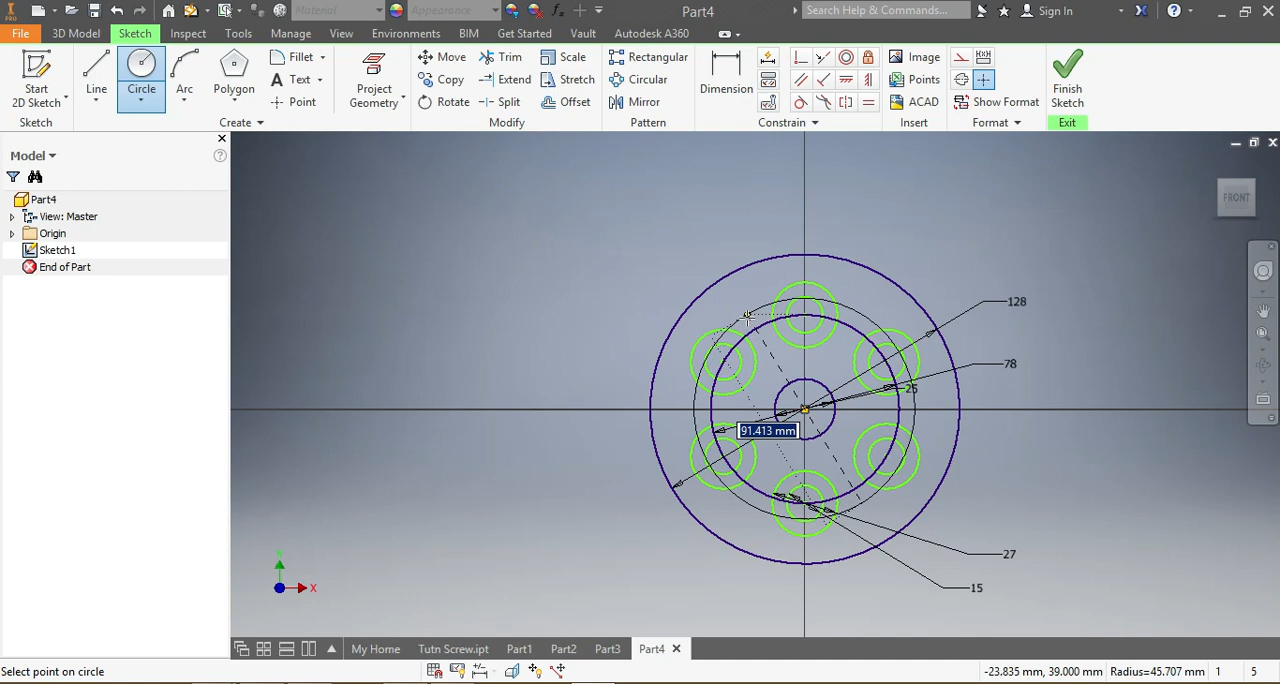 Material
Appearance
Part4
Search Help & Commands...
Sign In
PRO
File
3D Model
Sketch
Inspect
Tools
Manage
View
Environments
BIM
Get Started
Vault
Autodesk A360
Start
2D Sketch
Line
Circle
Arc
Polygon
Fillet
Text
Point
Project
Geometry
Move
Copy
Rotate
Trim
Extend
Split
Scale
Stretch
Offset
Rectangular
Circular
Mirror
Dimension
Image
Points
ACAD
Show Format
Finish
Sketch
Sketch
Create
Modify
Pattern
Constrain
Insert
Format
Exit
Model
Part4
View: Master
Origin
Sketch1
End of Part
FRONT
128
78
25
91.413 mm
27
15
X
My Home
Tutn Screw.ipt
Part1
Part2
Part3
Part4
Select point on circle
-23.835 mm, 39.000 mm
Radius=45.707 mm
1
5